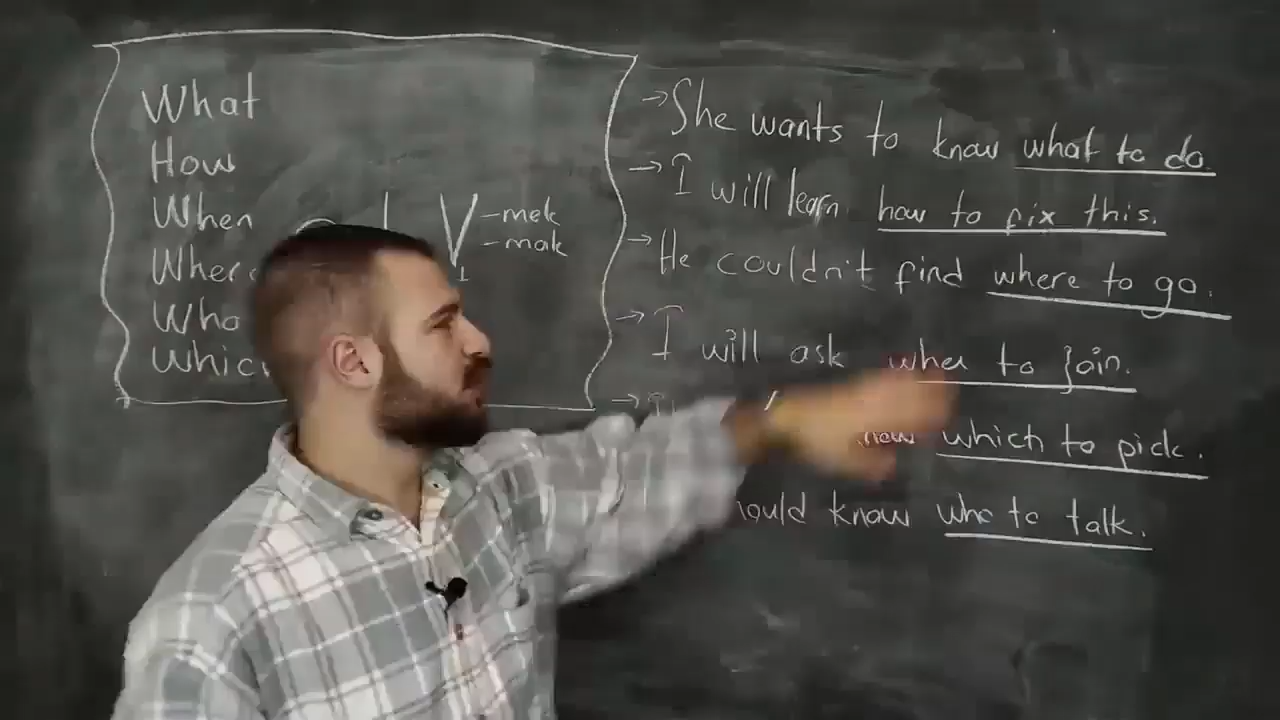 What
How
When
Where
Who
Which
V -mek
-mak
1
→ She wants to know what to do.
→ I will learn how to fix this.
→ He couldn't find where to go.
→ I will ask when to join.
→ know which to pick.
should know who to talk.